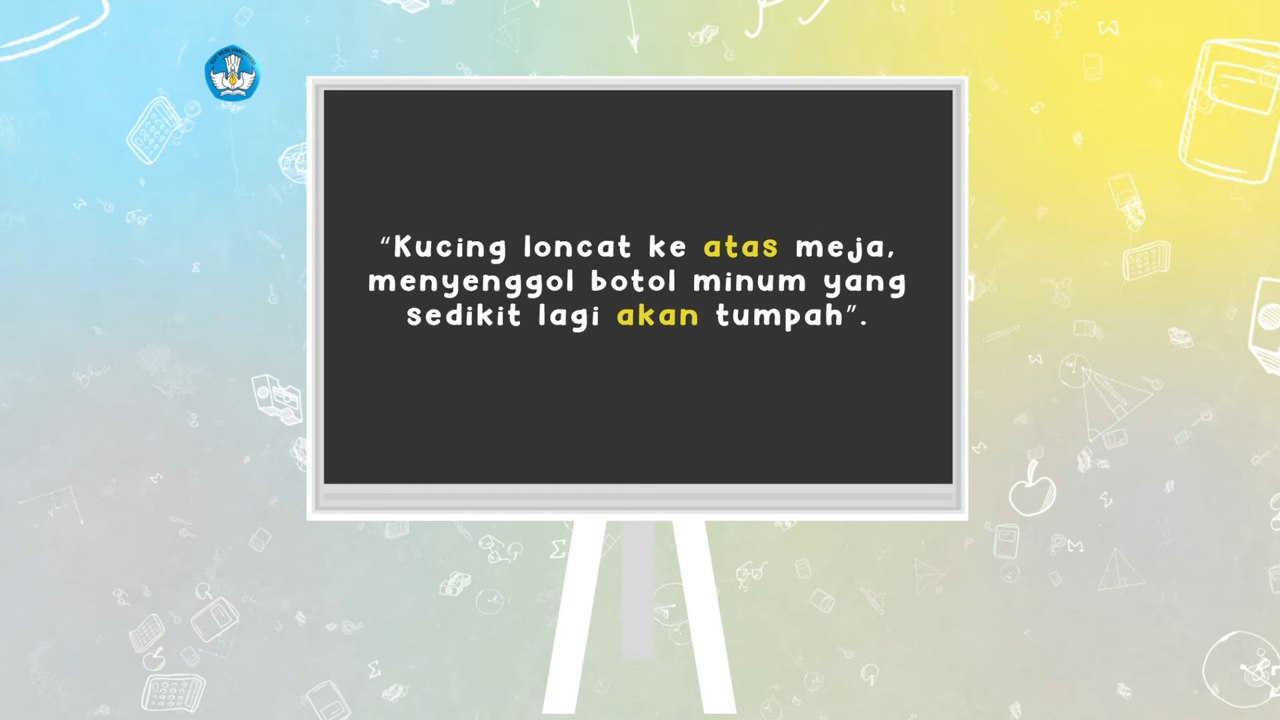 “Kucing loncat ke atas meja,
menyenggol botol minum yang
sedikit lagi akan tumpah”.